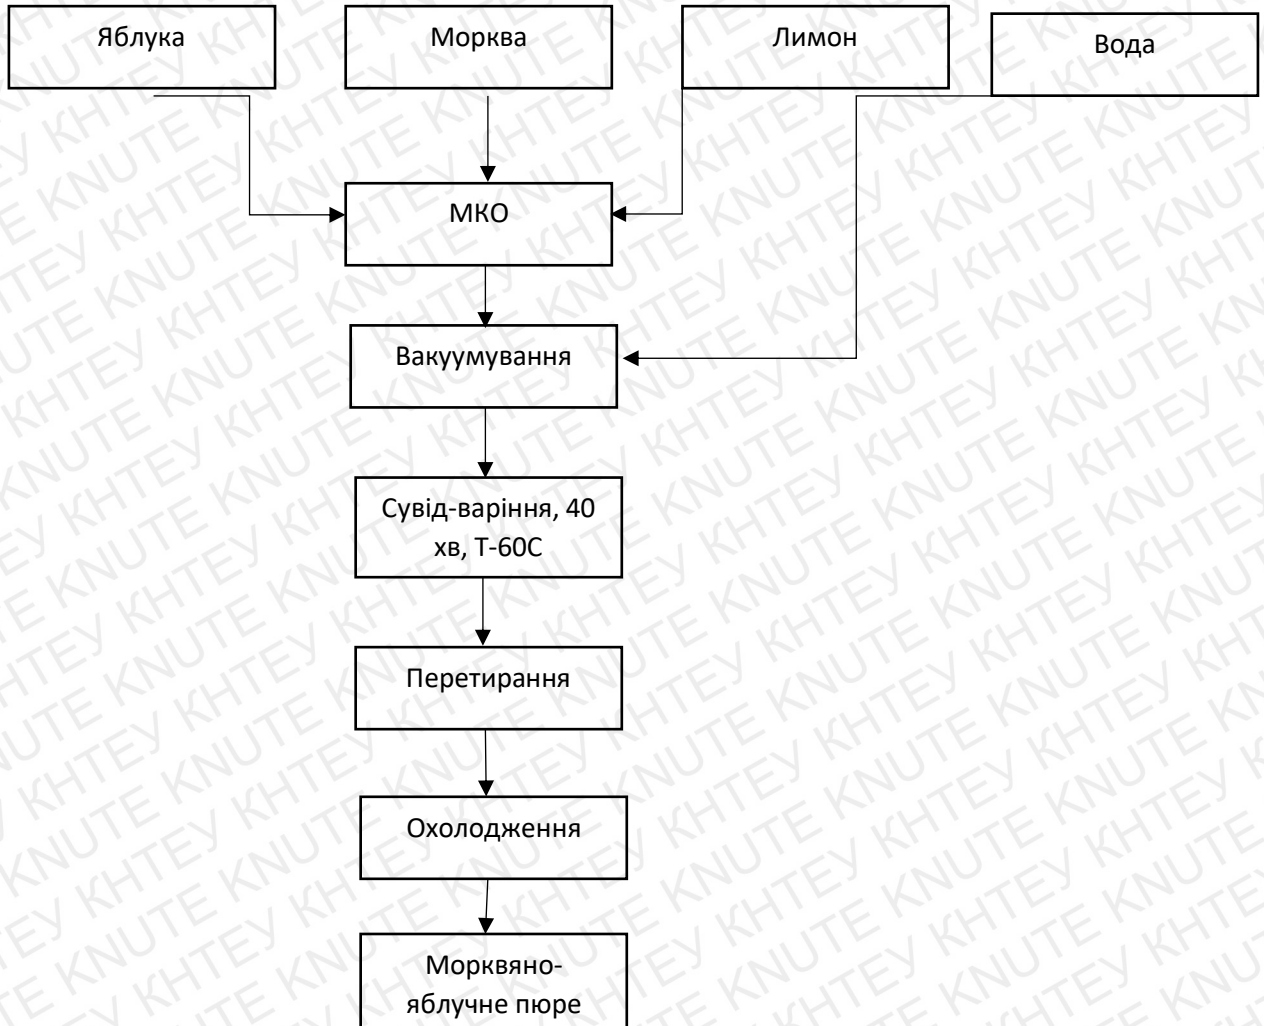 Яблука
Морква
Лимон
Вода
МКО
Вакуумування
Сувід-варіння, 40
хв, Т-60С
Перетирання
Охолодження
Морквяно-
яблучне пюре